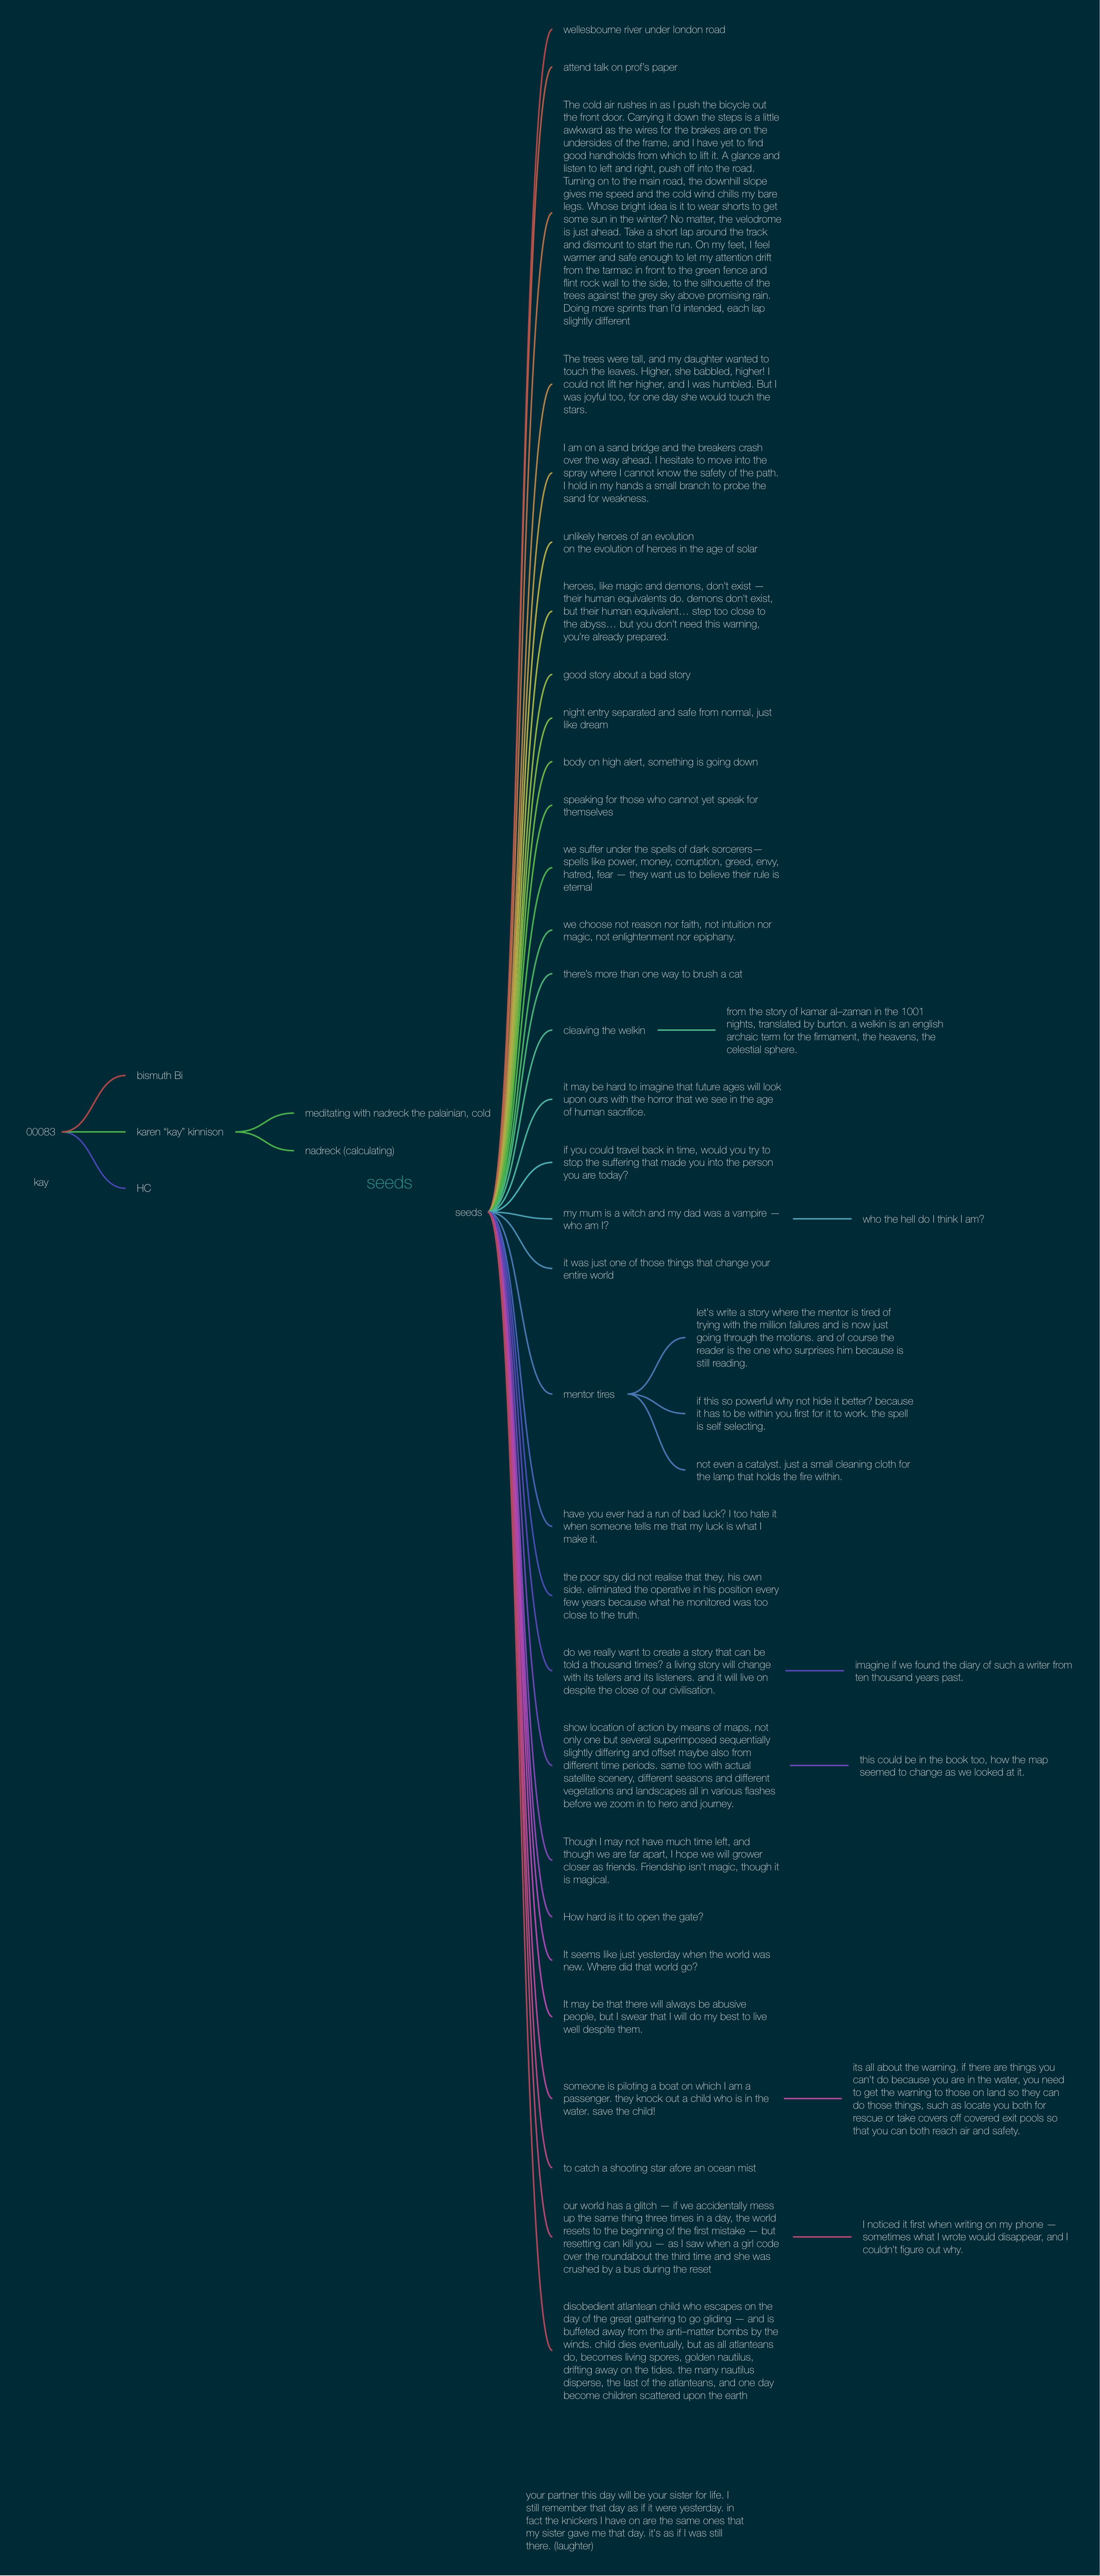 wellesbourne river under london road
attend talk on prof's paper
The cold air rushes in as I push the bicycle out
the front door. Carrying it down the steps is a little
awkward as the wires for the brakes are on the
undersides of the frame, and I have yet to find
good handholds from which to lift it. A glance and
listen to left and right, push off into the road.
Turning on to the main road, the downhill slope
gives me speed and the cold wind chills my bare
legs. Whose bright idea is it to wear shorts to get
some sun in the winter? No matter, the velodrome
is just ahead. Take a short lap around the track
and dismount to start the run. On my feet, I feel
warmer and safe enough to let my attention drift
from the tarmac in front to the green fence and
flint rock wall to the side, to the silhouette of the
trees against the grey sky above promising rain.
Doing more sprints than I'd intended, each lap
slightly different
The trees were tall, and my daughter wanted to
touch the leaves. Higher, she babbled, higher! I
could not lift her higher, and I was humbled. But I
was joyful too, for one day she would touch the
stars.
I am on a sand bridge and the breakers crash
over the way ahead. I hesitate to move into the
spray where I cannot know the safety of the path.
I hold in my hands a small branch to probe the
sand for weakness.
unlikely heroes of an evolution
on the evolution of heroes in the age of solar
heroes, like magic and demons, don't exist —
their human equivalents do. demons don't exist,
but their human equivalent… step too close to
the abyss… but you don't need this warning,
you're already prepared.
good story about a bad story
night entry separated and safe from normal, just
like dream
body on high alert, something is going down
speaking for those who cannot yet speak for
themselves
we suffer under the spells of dark sorcerers—
spells like power, money, corruption, greed, envy,
hatred, fear — they want us to believe their rule is
eternal
we choose not reason nor faith, not intuition nor
magic, not enlightenment nor epiphany.
there's more than one way to brush a cat
cleaving the welkin
from the story of kamar al–zaman in the 1001
nights, translated by burton. a welkin is an english
archaic term for the firmament, the heavens, the
celestial sphere.
00083
kay
bismuth Bi
karen “kay” kinnison
HC
meditating with nadreck the palainian, cold
nadreck (calculating)
seeds
seeds
it may be hard to imagine that future ages will look
upon ours with the horror that we see in the age
of human sacrifice.
if you could travel back in time, would you try to
stop the suffering that made you into the person
you are today?
my mum is a witch and my dad was a vampire —
who am I?
who the hell do I think I am?
it was just one of those things that change your
entire world
mentor tires
let's write a story where the mentor is tired of
trying with the million failures and is now just
going through the motions. and of course the
reader is the one who surprises him because is
still reading.
if this so powerful why not hide it better? because
it has to be within you first for it to work. the spell
is self selecting.
not even a catalyst. just a small cleaning cloth for
the lamp that holds the fire within.
have you ever had a run of bad luck? I too hate it
when someone tells me that my luck is what I
make it.
the poor spy did not realise that they, his own
side. eliminated the operative in his position every
few years because what he monitored was too
close to the truth.
do we really want to create a story that can be
told a thousand times? a living story will change
with its tellers and its listeners. and it will live on
despite the close of our civilisation.
imagine if we found the diary of such a writer from
ten thousand years past.
show location of action by means of maps, not
only one but several superimposed sequentially
slightly differing and offset maybe also from
different time periods. same too with actual
satellite scenery, different seasons and different
vegetations and landscapes all in various flashes
before we zoom in to hero and journey.
this could be in the book too, how the map
seemed to change as we looked at it.
Though I may not have much time left, and
though we are far apart, I hope we will grower
closer as friends. Friendship isn't magic, though it
is magical.
How hard is it to open the gate?
It seems like just yesterday when the world was
new. Where did that world go?
It may be that there will always be abusive
people, but I swear that I will do my best to live
well despite them.
someone is piloting a boat on which I am a
passenger. they knock out a child who is in the
water. save the child!
its all about the warning. if there are things you
can't do because you are in the water, you need
to get the warning to those on land so they can
do those things, such as locate you both for
rescue or take covers off covered exit pools so
that you can both reach air and safety.
to catch a shooting star afore an ocean mist
our world has a glitch — if we accidentally mess
up the same thing three times in a day, the world
resets to the beginning of the first mistake — but
resetting can kill you — as I saw when a girl code
over the roundabout the third time and she was
crushed by a bus during the reset
I noticed it first when writing on my phone —
sometimes what I wrote would disappear, and I
couldn't figure out why.
disobedient atlantean child who escapes on the
day of the great gathering to go gliding — and is
buffeted away from the anti–matter bombs by the
winds. child dies eventually, but as all atlanteans
do, becomes living spores, golden nautilus,
drifting away on the tides. the many nautilus
disperse, the last of the atlanteans, and one day
become children scattered upon the earth
your partner this day will be your sister for life. I
still remember that day as if it were yesterday. in
fact the knickers I have on are the same ones that
my sister gave me that day. it's as if I was still
there. (laughter)